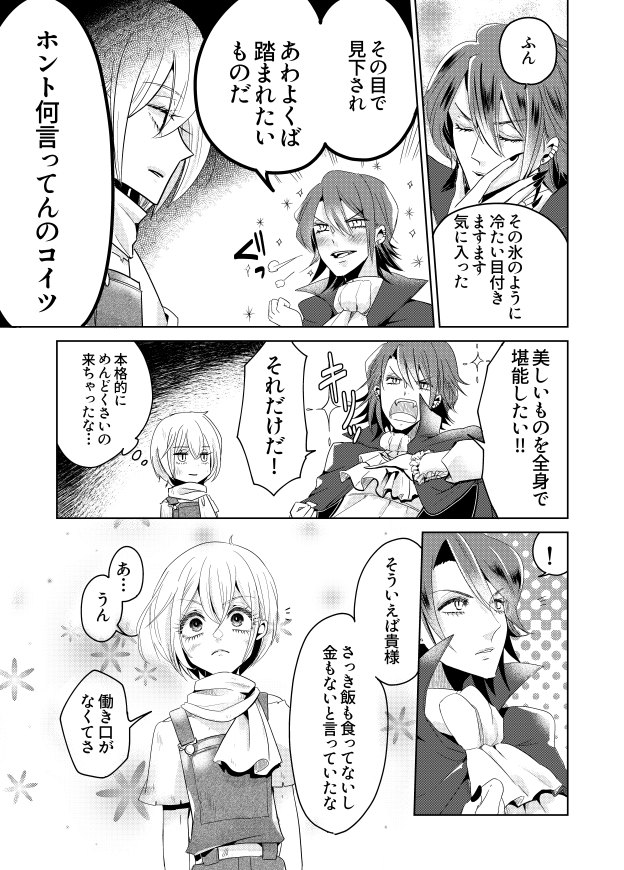 ふん
その氷のように
冷たい目付き
ますます
気に入った
その目で
見下され
あわよくば
踏まれたい
ものだ
ぐっ
ホント何言ってんのコイツ
美しいものを全身で
堪能したい!!
キリッ
それだけだ！
本格的に
めんどくさいの
来ちゃったな…
！
そういえば貴様
さっき飯も食ってないし
金もないと言っていたな
あ…
うん
働き口が
なくてさ